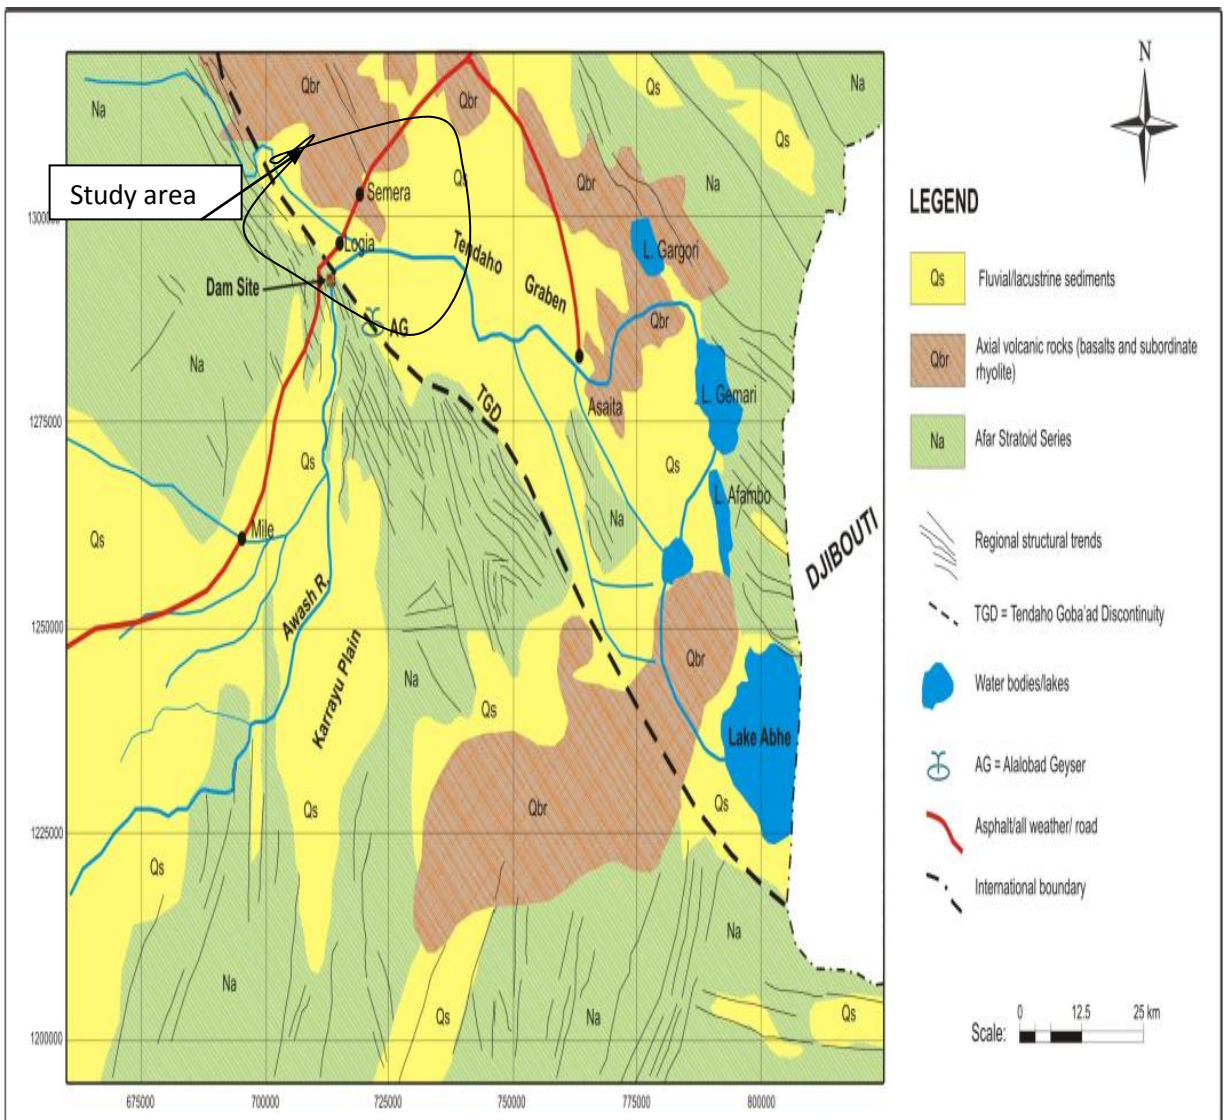 Qbr
Qs
Na
N
Na
Qbr
Qs
Study area
Semera
Qs
Qbr
Na
LEGEND
1300000
Logia
Tendaho
Graben
L. Gargori
Dam Site
Qs
Fluvial/lacustrine sediments
AG
Qbr
Qbr
Axial volcanic rocks (basalts and subordinate
rhyolite)
Na
TGD
Asaita
L. Gemari
1275000
Na
Afar Stratoid Series
Qs
Qs
L. Afambo
Na
Mile
Qs
DJIBOUTI
Regional structural trends
Awash R.
TGD = Tendaho Goba'ad Discontinuity
1250000
Karrayu Plain
Na
Qbr
Water bodies/lakes
Qs
Lake Abhe
AG = Alalobad Geyser
Qs
Qbr
Qs
1225000
Asphalt/all weather/ road
Qs
International boundary
Na
Na
Qs
Na
Qs
Scale:
0
12.5
25 km
1200000
675000
700000
725000
750000
775000
800000